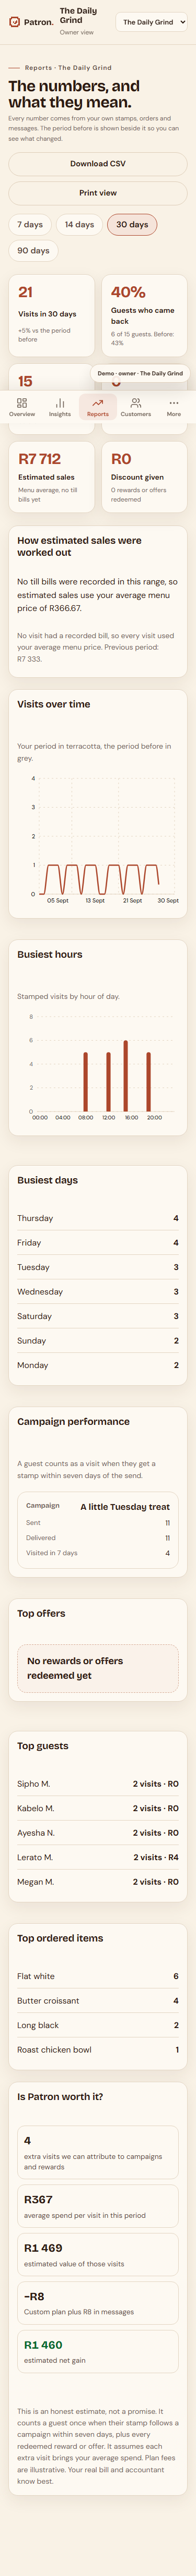 Patron.
The Daily Grind
Owner view
The Daily Grind
Reports · The Daily Grind
The numbers, and
what they mean.
Every number comes from your own stamps, orders and
messages. The period before is shown beside it so you can
see what changed.
Download CSV
Print view
7 days
14 days
30 days
90 days
21
Visits in 30 days
+5% vs the period
before
40%
Guests who came
back
6 of 15 guests. Before:
43%
15
Demo · owner · The Daily Grind
Overview
Insights
Reports
Customers
More
R7 712
Estimated sales
Menu average, no till
bills yet
R0
Discount given
0 rewards or offers
redeemed
How estimated sales were
worked out
No till bills were recorded in this range, so
estimated sales use your average menu
price of R366.67.
No visit had a recorded bill, so every visit used
your average menu price. Previous period:
R7 333.
Visits over time
Your period in terracotta, the period before in
grey.
4
3
2
1
0
05 Sept
13 Sept
21 Sept
30 Sept
Busiest hours
Stamped visits by hour of day.
8
6
4
2
0
00:00
04:00
08:00
12:00
16:00
20:00
Busiest days
Thursday 4
Friday 4
Tuesday 3
Wednesday 3
Saturday 3
Sunday 2
Monday 2
Campaign performance
A guest counts as a visit when they get a
stamp within seven days of the send.
Campaign A little Tuesday treat
Sent 11
Delivered 11
Visited in 7 days 4
Top offers
No rewards or offers
redeemed yet
Top guests
Sipho M. 2 visits · R0
Kabelo M. 2 visits · R0
Ayesha N. 2 visits · R0
Lerato M. 2 visits · R4
Megan M. 2 visits · R0
Top ordered items
Flat white 6
Butter croissant 4
Long black 2
Roast chicken bowl 1
Is Patron worth it?
4
extra visits we can attribute to campaigns
and rewards
R367
average spend per visit in this period
R1 469
estimated value of those visits
−R8
Custom plan plus R8 in messages
R1 460
estimated net gain
This is an honest estimate, not a promise. It
counts a guest once when their stamp follows a
campaign within seven days, plus every
redeemed reward or offer. It assumes each
extra visit brings your average spend. Plan fees
are illustrative. Your real bill and accountant
know best.